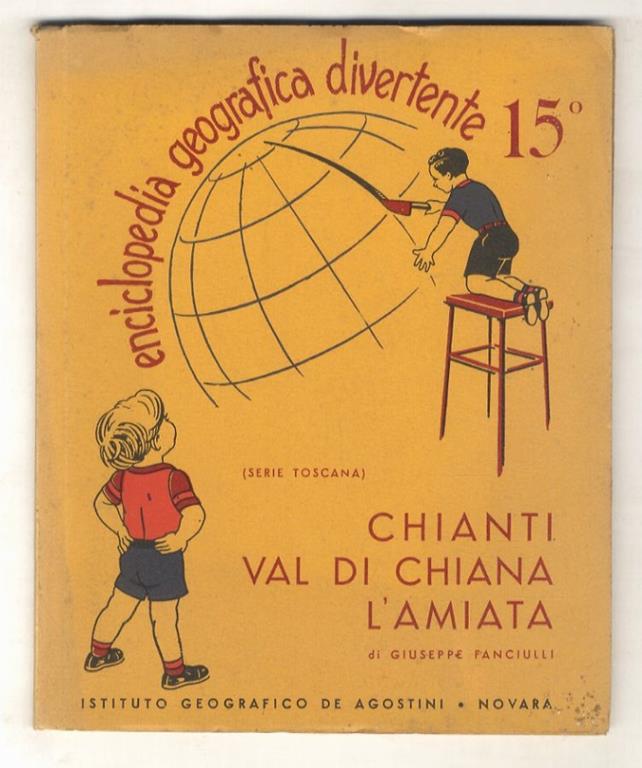 enciclopedia geografica divertente
15°
(SERIE TOSCANA)
CHIANTI
VAL DI CHIANA
L'AMIATA
di GIUSEPPE FANCIULLI
ISTITUTO GEOGRAFICO DE AGOSTINI • NOVARA